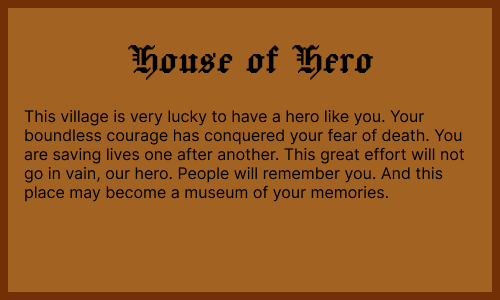 House of Hero
This village is very lucky to have a hero like you. Your
boundless courage has conquered your fear of death. You
are saving lives one after another. This great effort will not
go in vain, our hero. People will remember you. And this
place may become a museum of your memories.